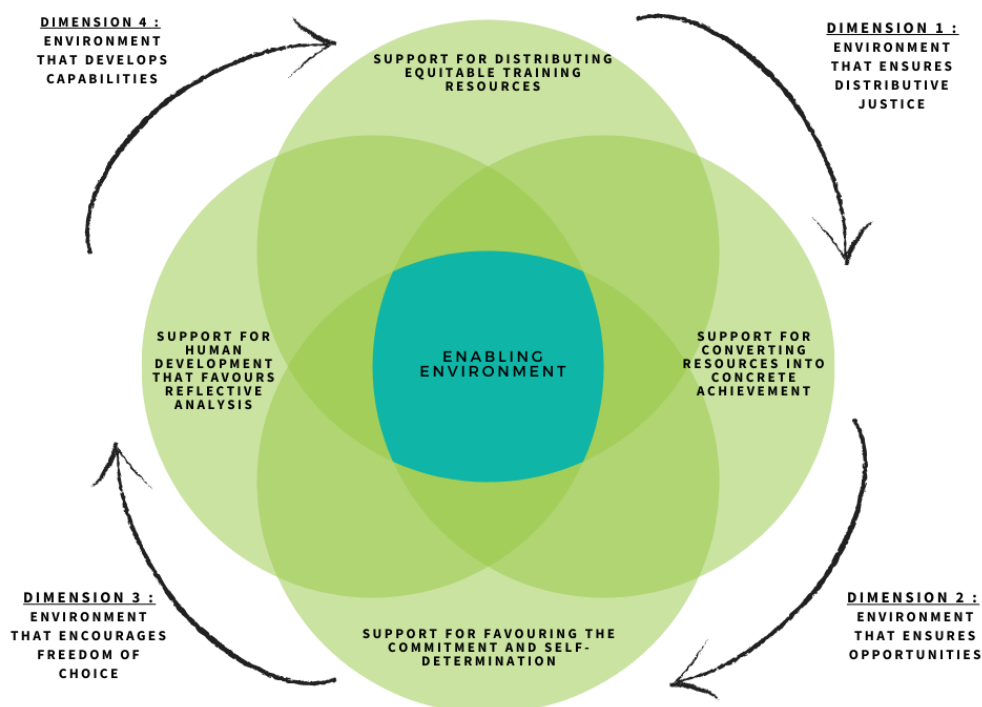 DIMENSION 4 :
ENVIRONMENT
THAT DEVELOPS
CAPABILITIES
SUPPORT FOR DISTRIBUTING
EQUITABLE TRAINING
RESOURCES
DIMENSION 1 :
ENVIRONMENT
THAT ENSURES
DISTRIBUTIVE
JUSTICE
SUPPORT FOR
HUMAN
DEVELOPMENT
THAT FAVOURS
REFLECTIVE
ANALYSIS
ENABLING
ENVIRONMENT
SUPPORT FOR
CONVERTING
RESOURCES INTO
CONCRETE
ACHIEVEMENT
DIMENSION 3 :
ENVIRONMENT
THAT ENCOURAGES
FREEDOM OF
CHOICE
SUPPORT FOR FAVOURING THE
COMMITMENT AND SELF-
DETERMINATION
DIMENSION 2 :
ENVIRONMENT
THAT ENSURES
OPPORTUNITIES